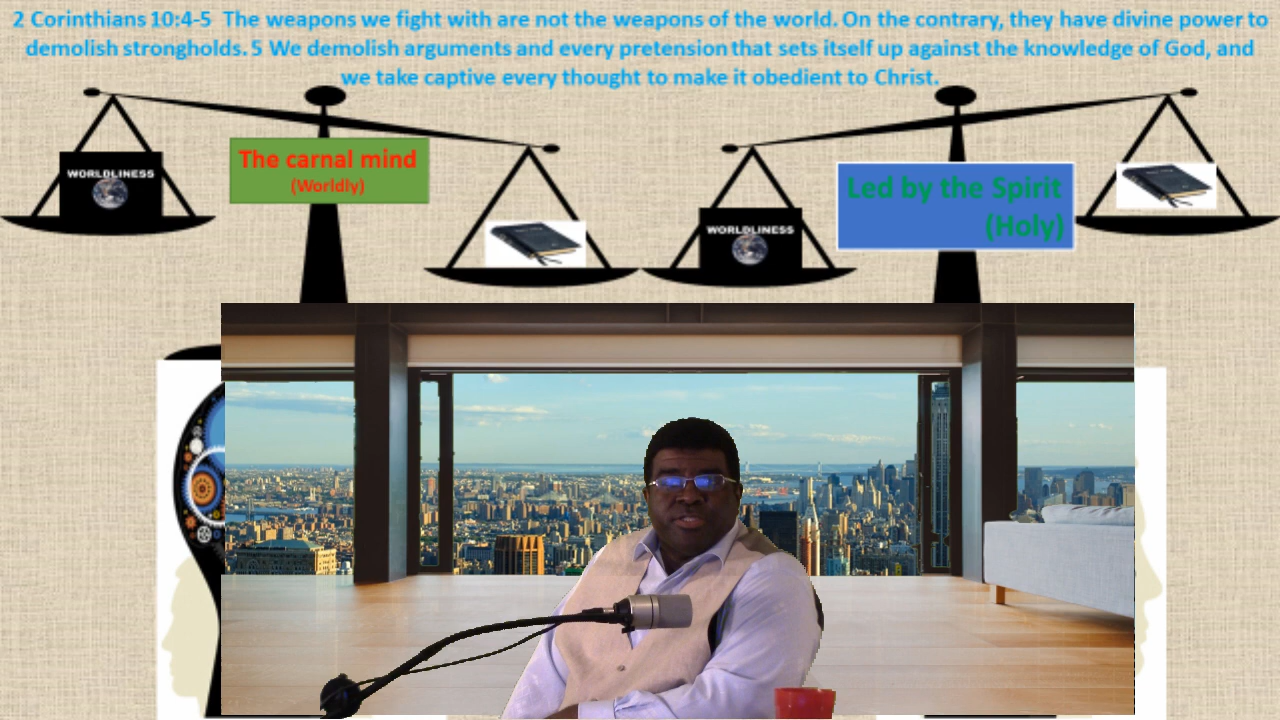 2 Corinthians 10:4-5 The weapons we fight with are not the weapons of the world. On the contrary, they have divine power to
demolish strongholds. 5 We demolish arguments and every pretension that sets itself up against the knowledge of God, and
we take captive every thought to make it obedient to Christ.
The carnal mind
(Worldly)
Led by the Spirit
(Holy)
WORLDLINESS
WORLDLINESS